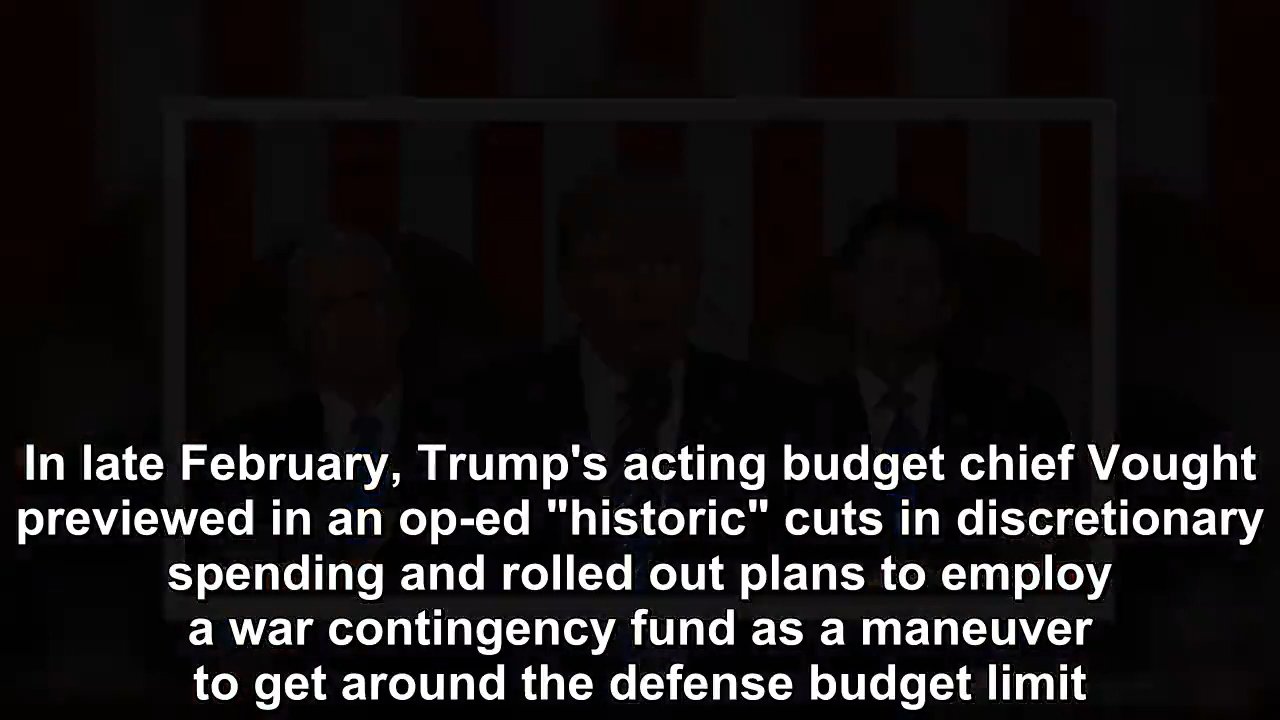 In late February, Trump's acting budget chief Vought
previewed in an op-ed "historic" cuts in discretionary
spending and rolled out plans to employ
a war contingency fund as a maneuver
to get around the defense budget limit